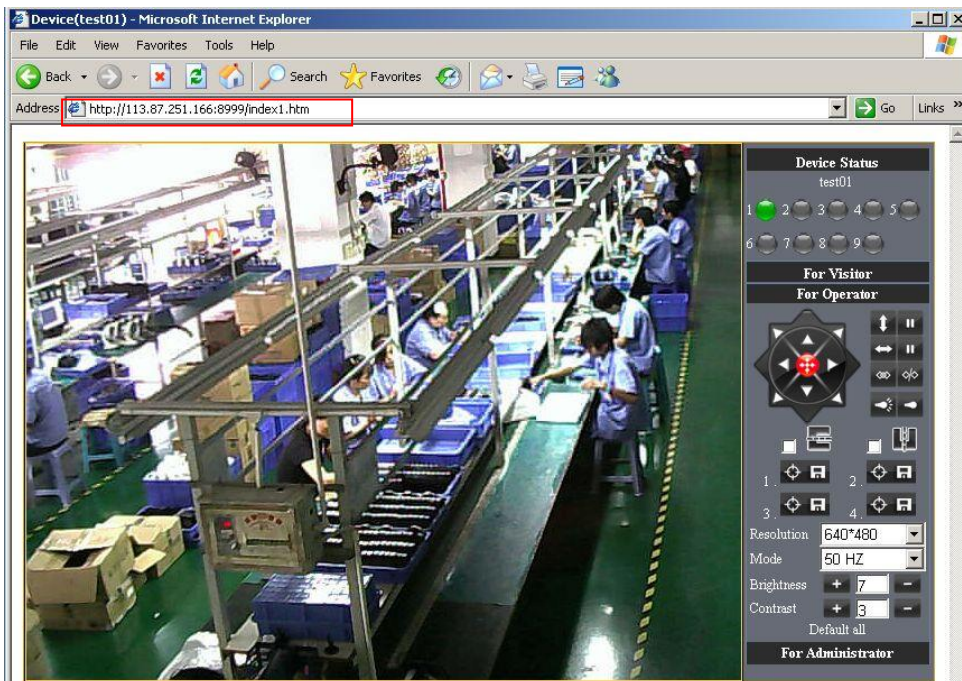 Device(test01) - Microsoft Internet Explorer
File Edit View Favorites Tools Help
Back Search Favorites
Address http://113.87.251.166:8999/index1.htm Go Links »
Device Status
test01
1 2 3 4 5
6 7 8 9
For Visitor
For Operator
1. 2.
3. 4.
Resolution 640*480
Mode 50 HZ
Brightness + 7 -
Contrast + 3 -
Default all
For Administrator